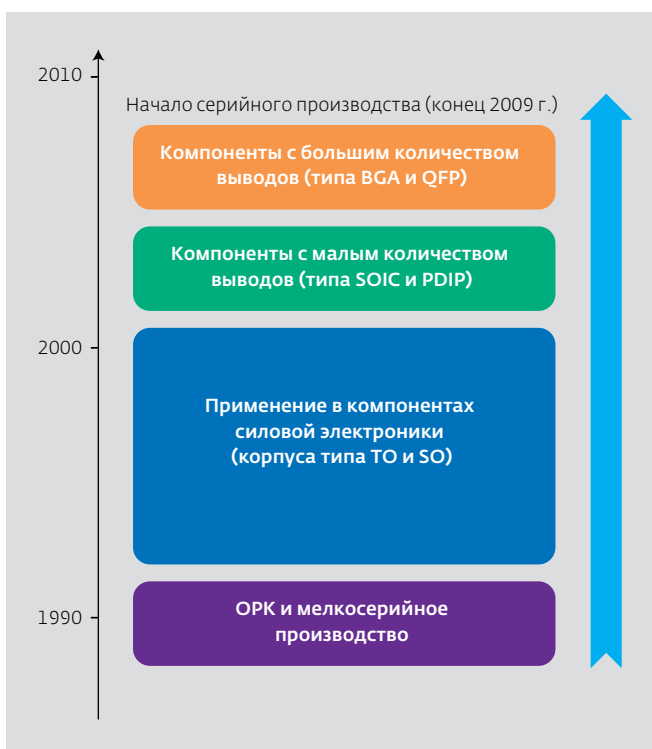 2010
Начало серийного производства (конец 2009 г.)
Компоненты с большим количеством
выводов (типа BGA и QFP)
Компоненты с малым количеством
выводов (типа SOIC и PDIP)
2000
Применение в компонентах
силовой электроники
(корпуса типа TO и SO)
1990
ОРК и мелкосерийное
производство